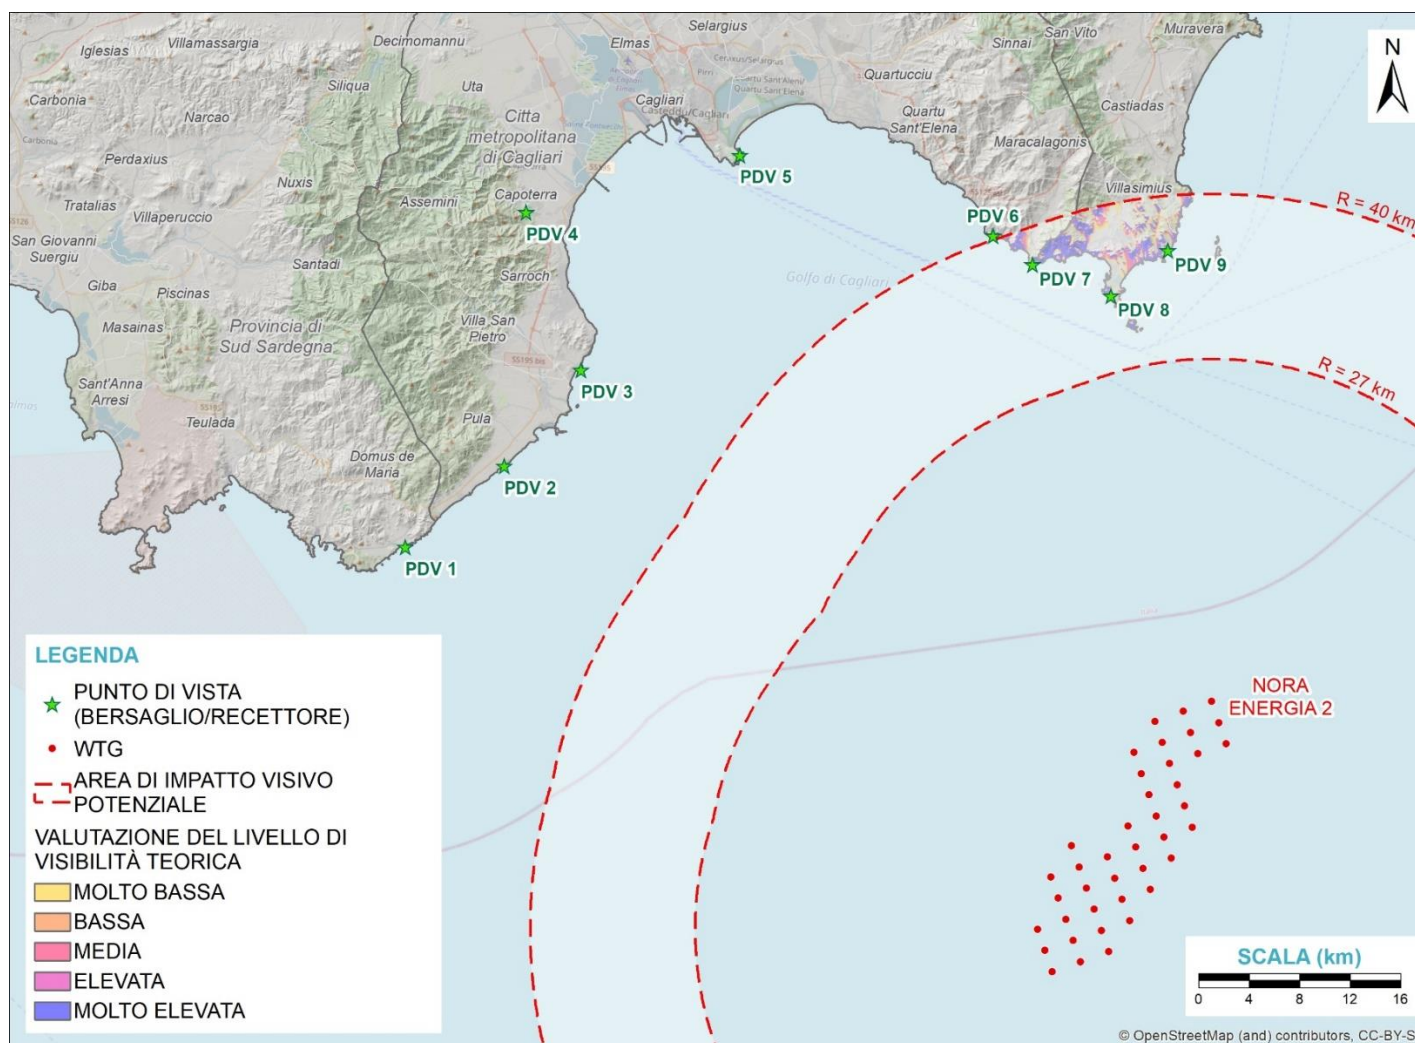 Iglesias
Villamassargia
Decimomannu
Elmas
Selargius
San Vito
Muravera
Sinnai
N
Siliqua
Uta
Pirri
Quartucciu
Carbonia
Narcao
Cagliari
Casteddu/Cagliari
Castiadas
Città
metropolitana
di Cagliari
Quartu
Sant'Elena
Maracalagonis
Perdaxius
Nuxis
PDV 5
Capoterra
Villasimius
Tratalias
Villaperuccio
Assemini
SS126
R = 40 km
San Giovanni
Suergiu
PDV 4
PDV 6
Santadi
Sarroch
PDV 9
Golfo di Cagliari
PDV 7
Giba
Piscinas
PDV 8
Masainas
Provincia di
Sud Sardegna
Villa San
Pietro
SS195 bis
R = 27 km
Sant'Anna
Arresi
PDV 3
Teulada
Pula
Domus de
Maria
PDV 2
PDV 1
LEGENDA
PUNTO DI VISTA
(BERSAGLIO/RECETTORE)
WTG
AREA DI IMPATTO VISIVO
POTENZIALE
VALUTAZIONE DEL LIVELLO DI
VISIBILITÀ TEORICA
MOLTO BASSA
BASSA
MEDIA
ELEVATA
MOLTO ELEVATA
NORA
ENERGIA 2
SCALA (km)
0 4 8 12 16
© OpenStreetMap (and) contributors, CC-BY-S